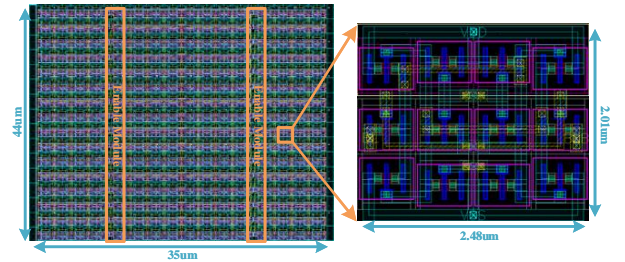 44um
Enable Module
Enable Module
35um
VDD
VSS
2.01um
2.48um